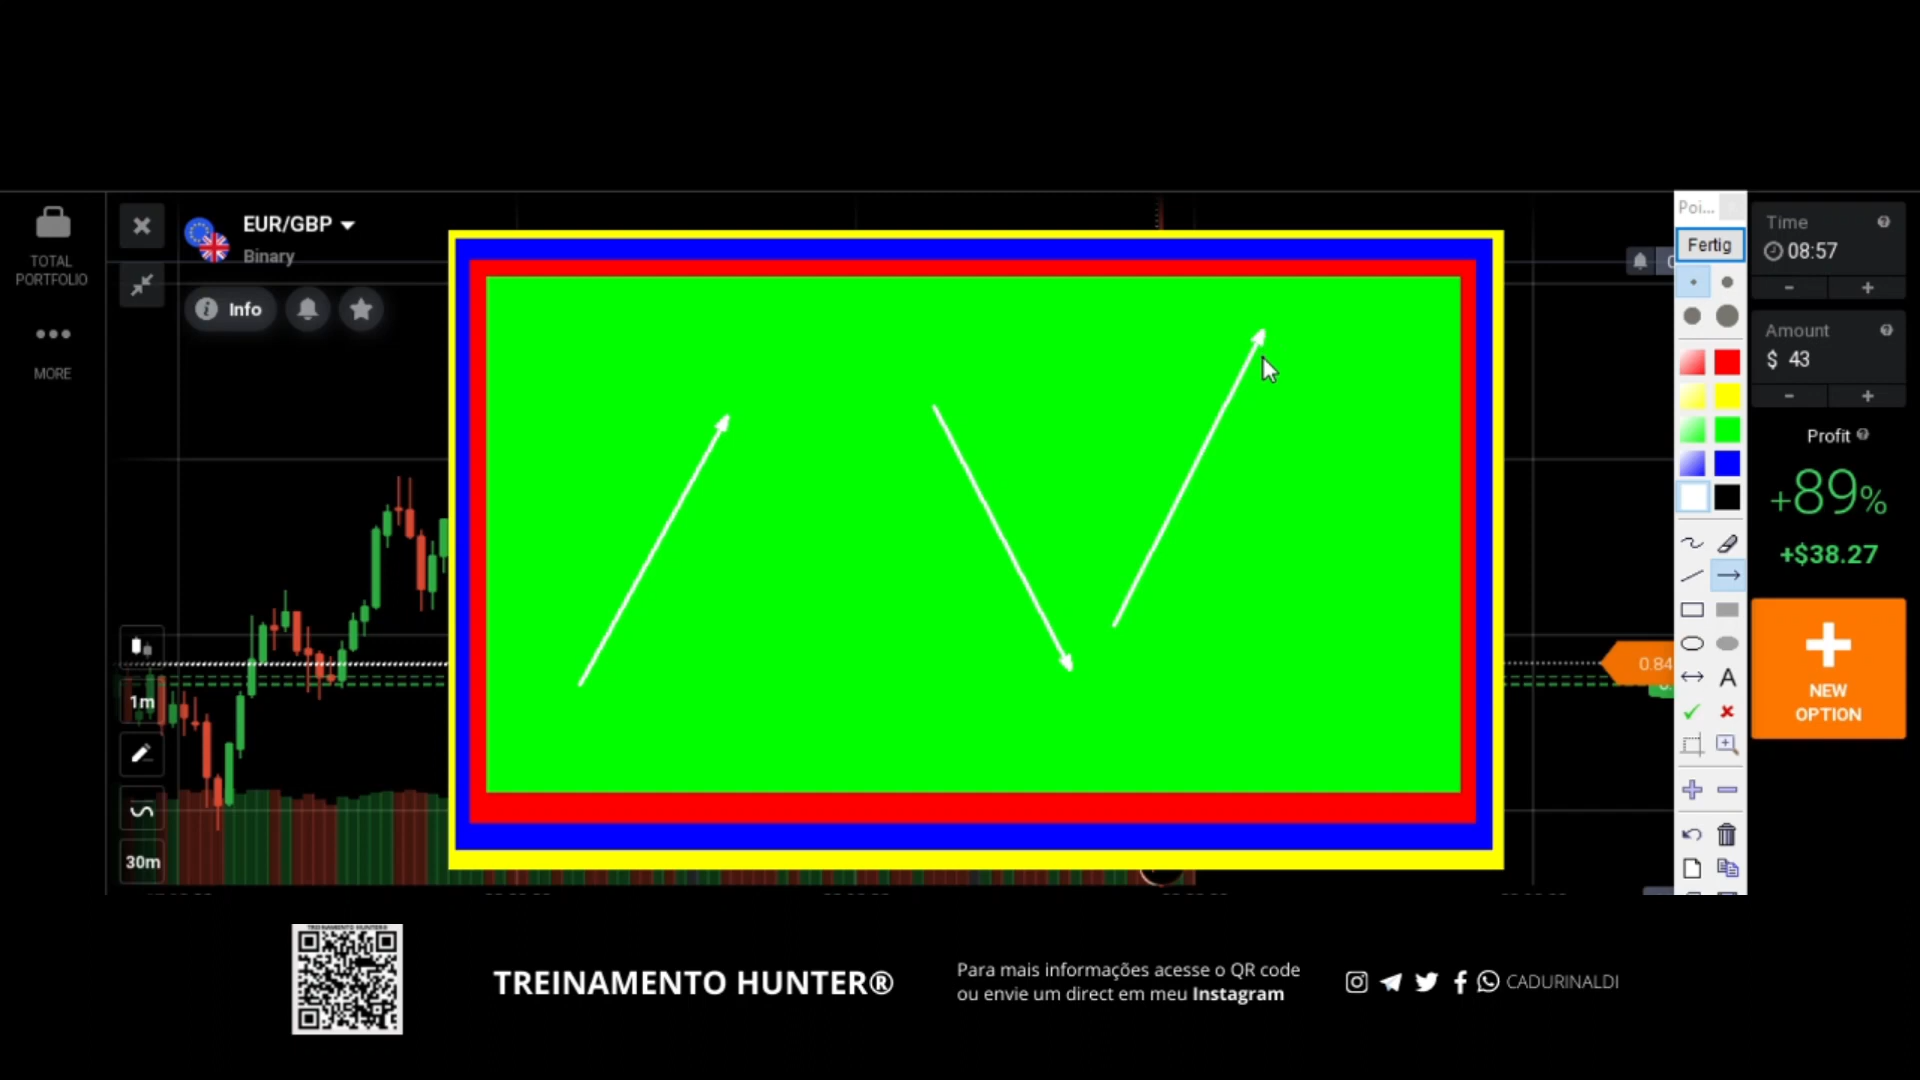 TOTAL
PORTFOLIO
MORE
EUR/GBP
Binary
Info
1m
30m
Poi...
Fertig
A
0.84
Time
08:57
- +
Amount
$ 43
- +
Profit
+89%
+$38.27
NEW
OPTION
TREINAMENTO HUNTER®
Para mais informações acesse o QR code
ou envie um direct em meu Instagram
CADURINALDI